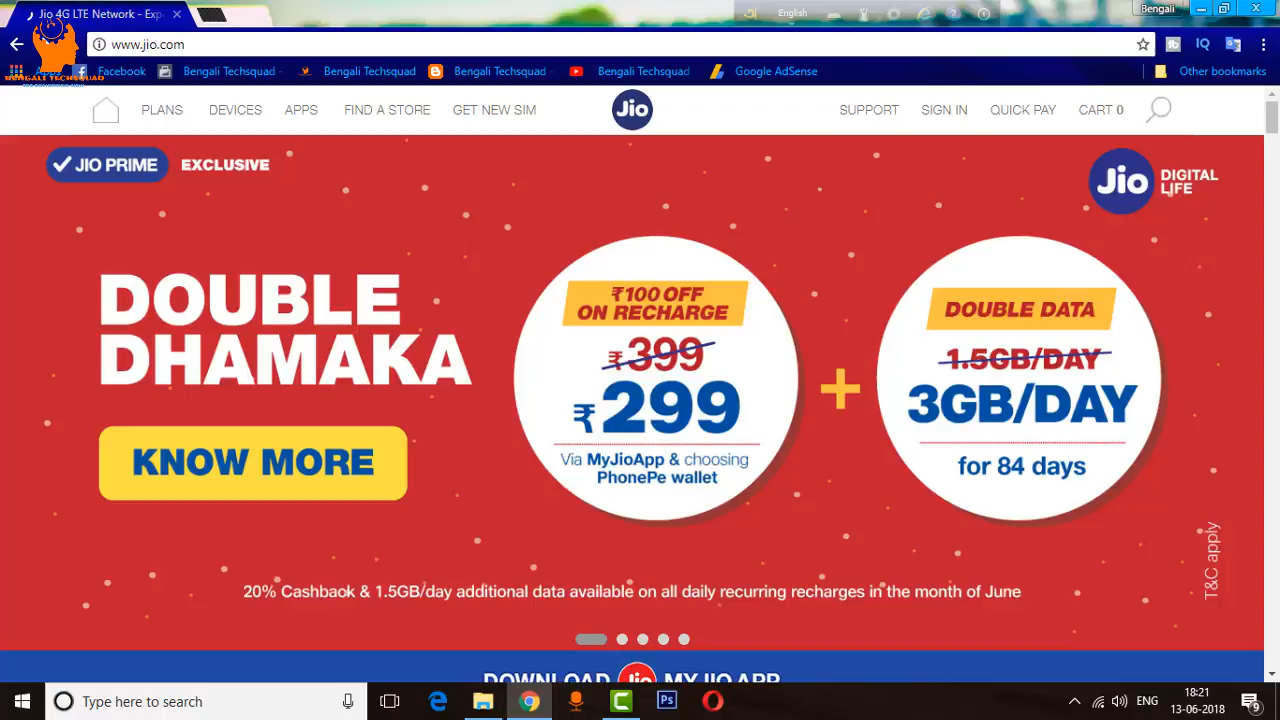 Jio 4G LTE Network - Exp
English
Bengali
www.jio.com
BENGALI TECHSQUAD
Apps
Facebook
Bengali Techsquad -
Bengali Techsquad
Bengali Techsquad -
Bengali Techsquad
Google AdSense
Other bookmarks
PLANS
DEVICES
APPS
FIND A STORE
GET NEW SIM
Jio
SUPPORT
SIGN IN
QUICK PAY
CART 0
JIO PRIME
EXCLUSIVE
Jio
DIGITAL
LIFE
DOUBLE
DHAMAKA
KNOW MORE
₹100 OFF
ON RECHARGE
₹399
₹299
Via MyJioApp & choosing
PhonePe wallet
+
DOUBLE DATA
1.5GB/DAY
3GB/DAY
for 84 days
T&C apply
20% Cashback & 1.5GB/day additional data available on all daily recurring recharges in the month of June
DOWNLOAD Jio MY JIO APP
Type here to search
ENG
18:21
13-06-2018
9